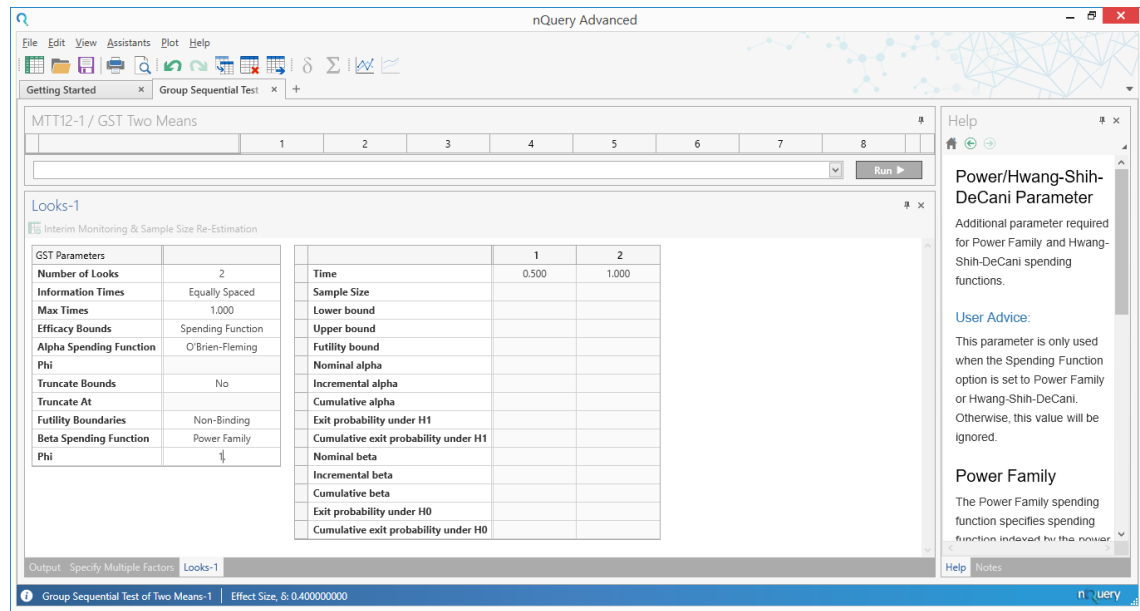 nQuery Advanced
File Edit View Assistants Plot Help
Getting Started × Group Sequential Test × +
MTT12-1 / GST Two Means
1 2 3 4 5 6 7 8
Run
Looks-1
Interim Monitoring & Sample Size Re-Estimation
GST Parameters
Number of Looks 2
Information Times Equally Spaced
Max Times 1.000
Efficacy Bounds Spending Function
Alpha Spending Function O'Brien-Fleming
Phi
Truncate Bounds No
Truncate At
Futility Boundaries Non-Binding
Beta Spending Function Power Family
Phi 1
1 2
Time 0.500 1.000
Sample Size
Lower bound
Upper bound
Futility bound
Nominal alpha
Incremental alpha
Cumulative alpha
Exit probability under H1
Cumulative exit probability under H1
Nominal beta
Incremental beta
Cumulative beta
Exit probability under H0
Cumulative exit probability under H0
Output Specify Multiple Factors Looks-1
Help
Power/Hwang-Shih-
DeCani Parameter
Additional parameter required
for Power Family and Hwang-
Shih-DeCani spending
functions.
User Advice:
This parameter is only used
when the Spending Function
option is set to Power Family
or Hwang-Shih-DeCani.
Otherwise, this value will be
ignored.
Power Family
The Power Family spending
function specifies spending
function indexed by the power
Help Notes
Group Sequential Test of Two Means-1 Effect Size, δ: 0.400000000
nQuery